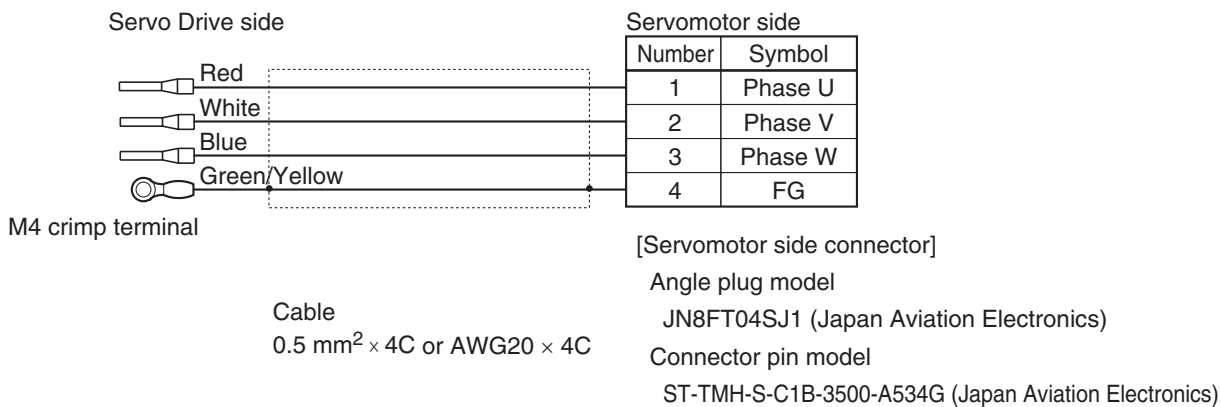 Servo Drive side
Servomotor side
Number Symbol
Red
1 Phase U
White
2 Phase V
Blue
3 Phase W
Green/Yellow
4 FG
M4 crimp terminal
[Servomotor side connector]
Angle plug model
Cable
JN8FT04SJ1 (Japan Aviation Electronics)
0.5 mm² × 4C or AWG20 × 4C
Connector pin model
ST-TMH-S-C1B-3500-A534G (Japan Aviation Electronics)